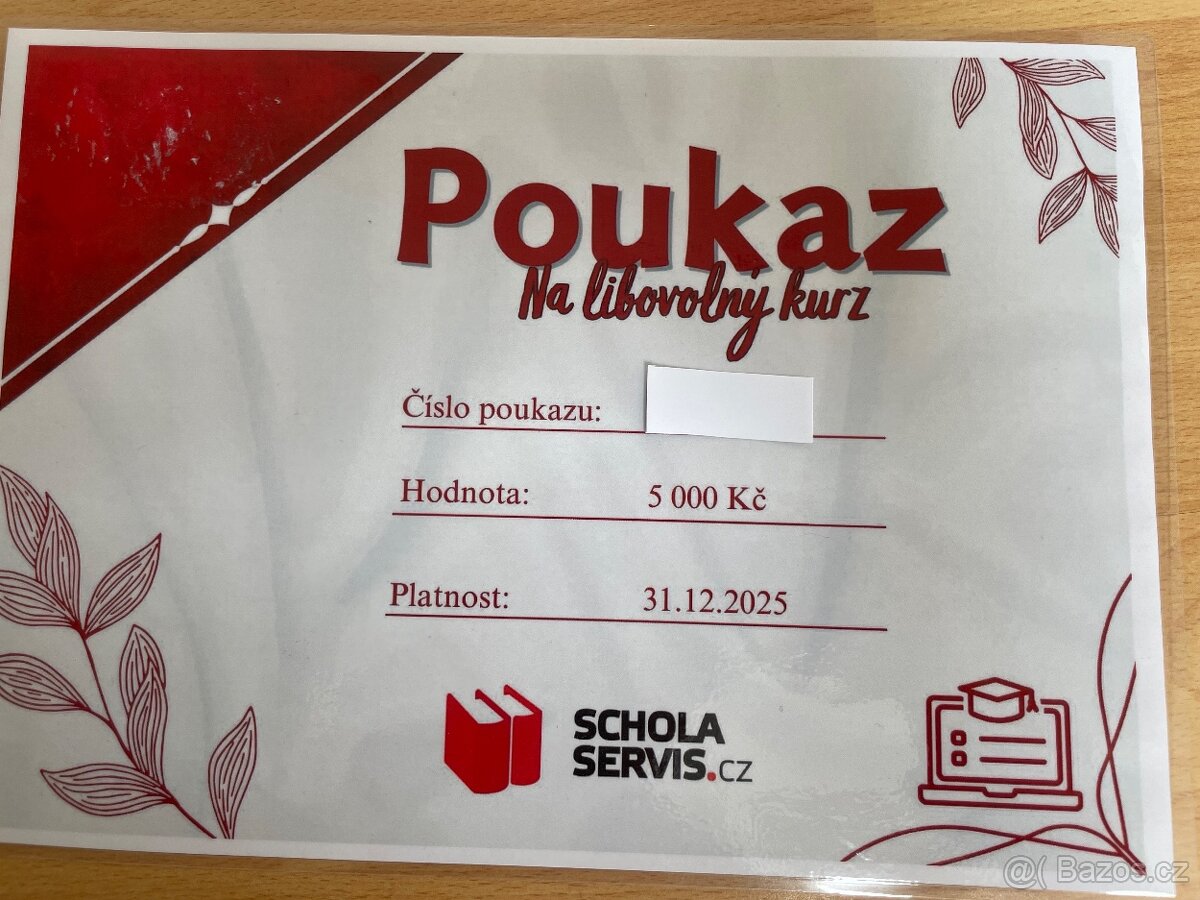 Poukaz
Na libovolný kurz
Číslo poukazu:
Hodnota: 5 000 Kč
Platnost: 31.12.2025
SCHOLA
SERVIS.CZ
@( Bazos.cz